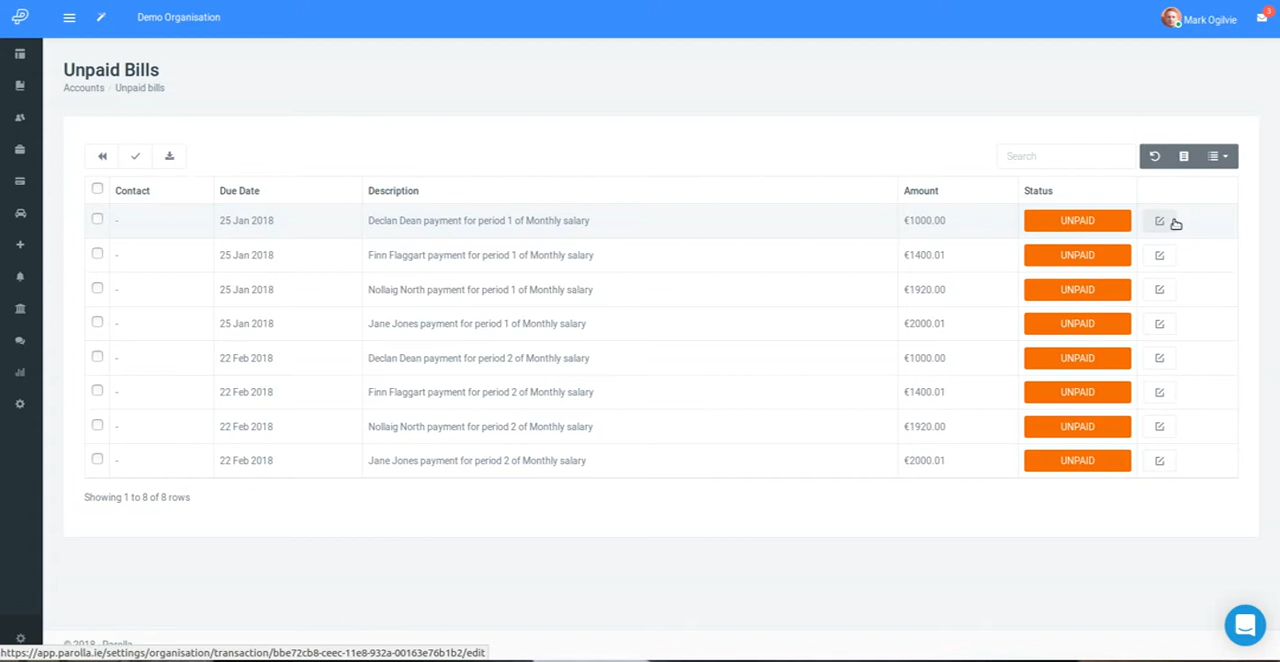 Demo Organisation
Mark Ogilvie
3
Unpaid Bills
Accounts / Unpaid bills
Search
Contact Due Date Description Amount Status
- 25 Jan 2018 Declan Dean payment for period 1 of Monthly salary €1000.00 UNPAID
- 25 Jan 2018 Finn Flaggart payment for period 1 of Monthly salary €1400.01 UNPAID
- 25 Jan 2018 Nollaig North payment for period 1 of Monthly salary €1920.00 UNPAID
- 25 Jan 2018 Jane Jones payment for period 1 of Monthly salary €2000.01 UNPAID
- 22 Feb 2018 Declan Dean payment for period 2 of Monthly salary €1000.00 UNPAID
- 22 Feb 2018 Finn Flaggart payment for period 2 of Monthly salary €1400.01 UNPAID
- 22 Feb 2018 Nollaig North payment for period 2 of Monthly salary €1920.00 UNPAID
- 22 Feb 2018 Jane Jones payment for period 2 of Monthly salary €2000.01 UNPAID
Showing 1 to 8 of 8 rows
© 2018 - Parolla
https://app.parolla.ie/settings/organisation/transaction/bbe72cb8-ceec-11e8-932a-00163e76b1b2/edit